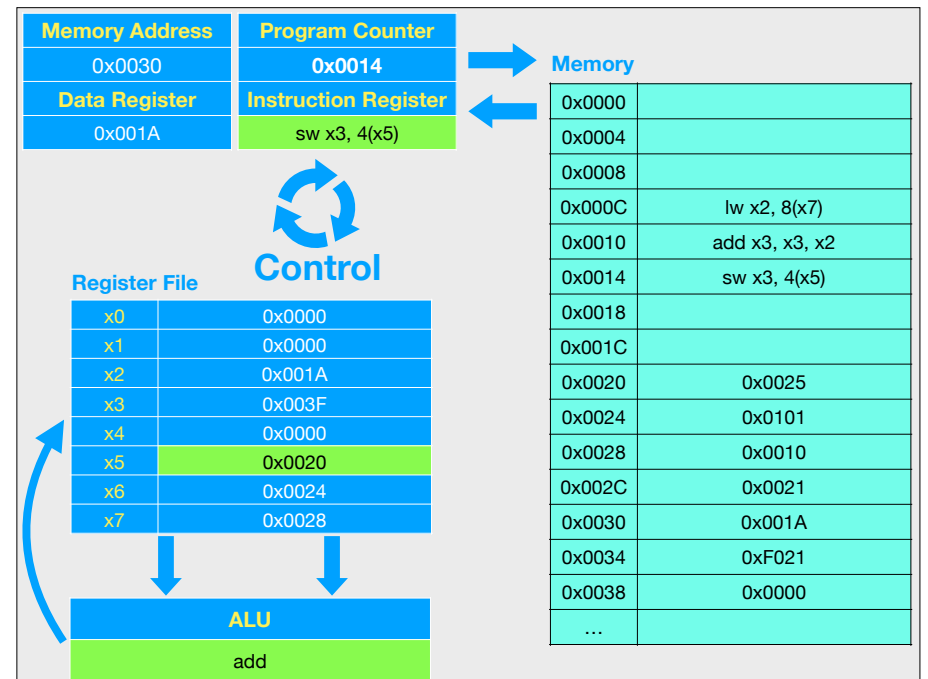 Memory Address Program Counter
0x0030 0x0014
Data Register Instruction Register
0x001A sw x3, 4(x5)
Control
Register File
x0 0x0000
x1 0x0000
x2 0x001A
x3 0x003F
x4 0x0000
x5 0x0020
x6 0x0024
x7 0x0028
ALU
add
Memory
0x0000
0x0004
0x0008
0x000C lw x2, 8(x7)
0x0010 add x3, x3, x2
0x0014 sw x3, 4(x5)
0x0018
0x001C
0x0020 0x0025
0x0024 0x0101
0x0028 0x0010
0x002C 0x0021
0x0030 0x001A
0x0034 0xF021
0x0038 0x0000
…